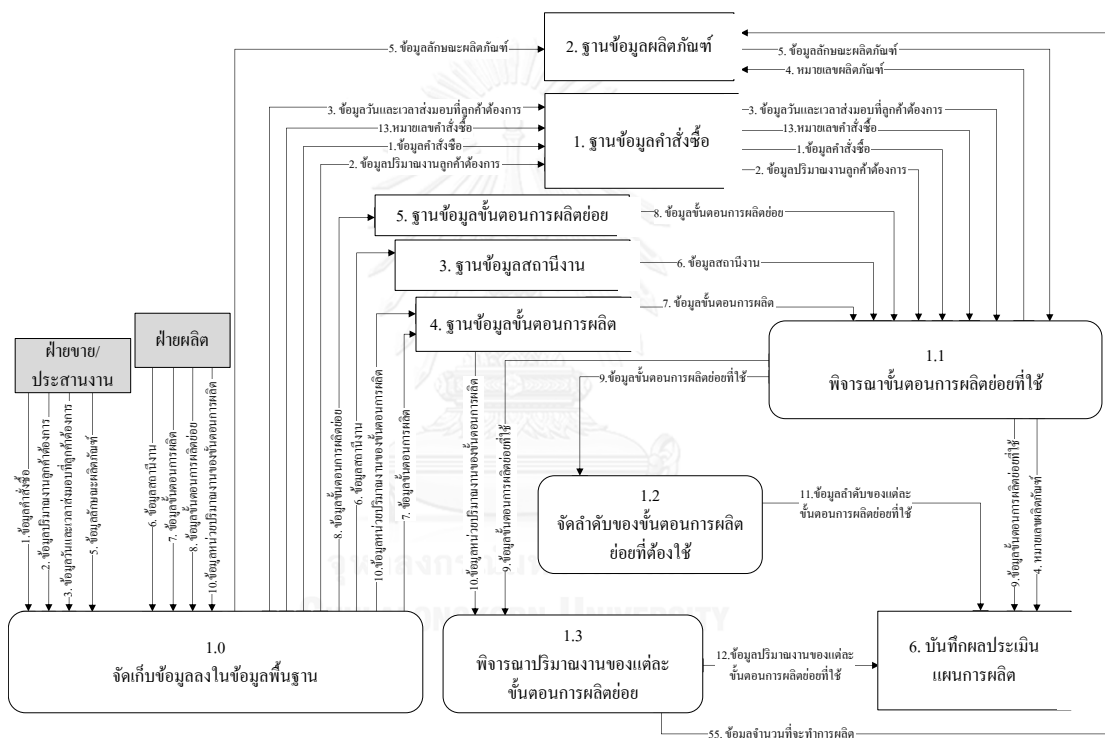 5. ข้อมูลลักษณะผลิตภัณฑ์
2. ฐานข้อมูลผลิตภัณฑ์
5. ข้อมูลลักษณะผลิตภัณฑ์
4. หมายเลขผลิตภัณฑ์
3. ข้อมูลวันและเวลาส่งมอบที่ลูกค้าต้องการ
13.หมายเลขคำสั่งซื้อ
1.ข้อมูลคำสั่งซื้อ
2. ข้อมูลปริมาณงานลูกค้าต้องการ
1. ฐานข้อมูลคำสั่งซื้อ
3. ข้อมูลวันและเวลาส่งมอบที่ลูกค้าต้องการ
13.หมายเลขคำสั่งซื้อ
1.ข้อมูลคำสั่งซื้อ
2. ข้อมูลปริมาณงานลูกค้าต้องการ
5. ฐานข้อมูลขั้นตอนการผลิตย่อย
8. ข้อมูลขั้นตอนการผลิตย่อย
3. ฐานข้อมูลสถานีงาน
6. ข้อมูลสถานีงาน
4. ฐานข้อมูลขั้นตอนการผลิต
7. ข้อมูลขั้นตอนการผลิต
ฝ่ายขาย/
ประสานงาน
ฝ่ายผลิต
1.1
พิจารณาขั้นตอนการผลิตย่อยที่ใช้
9.ข้อมูลขั้นตอนการผลิตย่อยที่ใช้
1.ข้อมูลคำสั่งซื้อ
2. ข้อมูลปริมาณงานลูกค้าต้องการ
3. ข้อมูลวันและเวลาส่งมอบที่ลูกค้าต้องการ
5. ข้อมูลลักษณะผลิตภัณฑ์
6. ข้อมูลสถานีงาน
7. ข้อมูลขั้นตอนการผลิต
8. ข้อมูลขั้นตอนการผลิตย่อย
10.ข้อมูลหน่วยปริมาณงานของขั้นตอนการผลิต
8. ข้อมูลขั้นตอนการผลิตย่อย
6. ข้อมูลสถานีงาน
10.ข้อมูลหน่วยปริมาณงานของขั้นตอนการผลิต
7. ข้อมูลขั้นตอนการผลิต
10.ข้อมูลหน่วยปริมาณงานของขั้นตอนการผลิต
9.ข้อมูลขั้นตอนการผลิตย่อยที่ใช้
9.ข้อมูลขั้นตอนการผลิตย่อยที่ใช้
4. หมายเลขผลิตภัณฑ์
1.2
จัดลำดับของขั้นตอนการผลิต
ย่อยที่ต้องใช้
11.ข้อมูลลำดับของแต่ละ
ขั้นตอนการผลิตย่อยที่ใช้
1.0
จัดเก็บข้อมูลลงในข้อมูลพื้นฐาน
1.3
พิจารณาปริมาณงานของแต่ละ
ขั้นตอนการผลิตย่อย
12.ข้อมูลปริมาณงานของแต่ละ
ขั้นตอนการผลิตย่อยที่ใช้
6. บันทึกผลประเมิน
แผนการผลิต
55. ข้อมูลจำนวนที่จะทำการผลิต